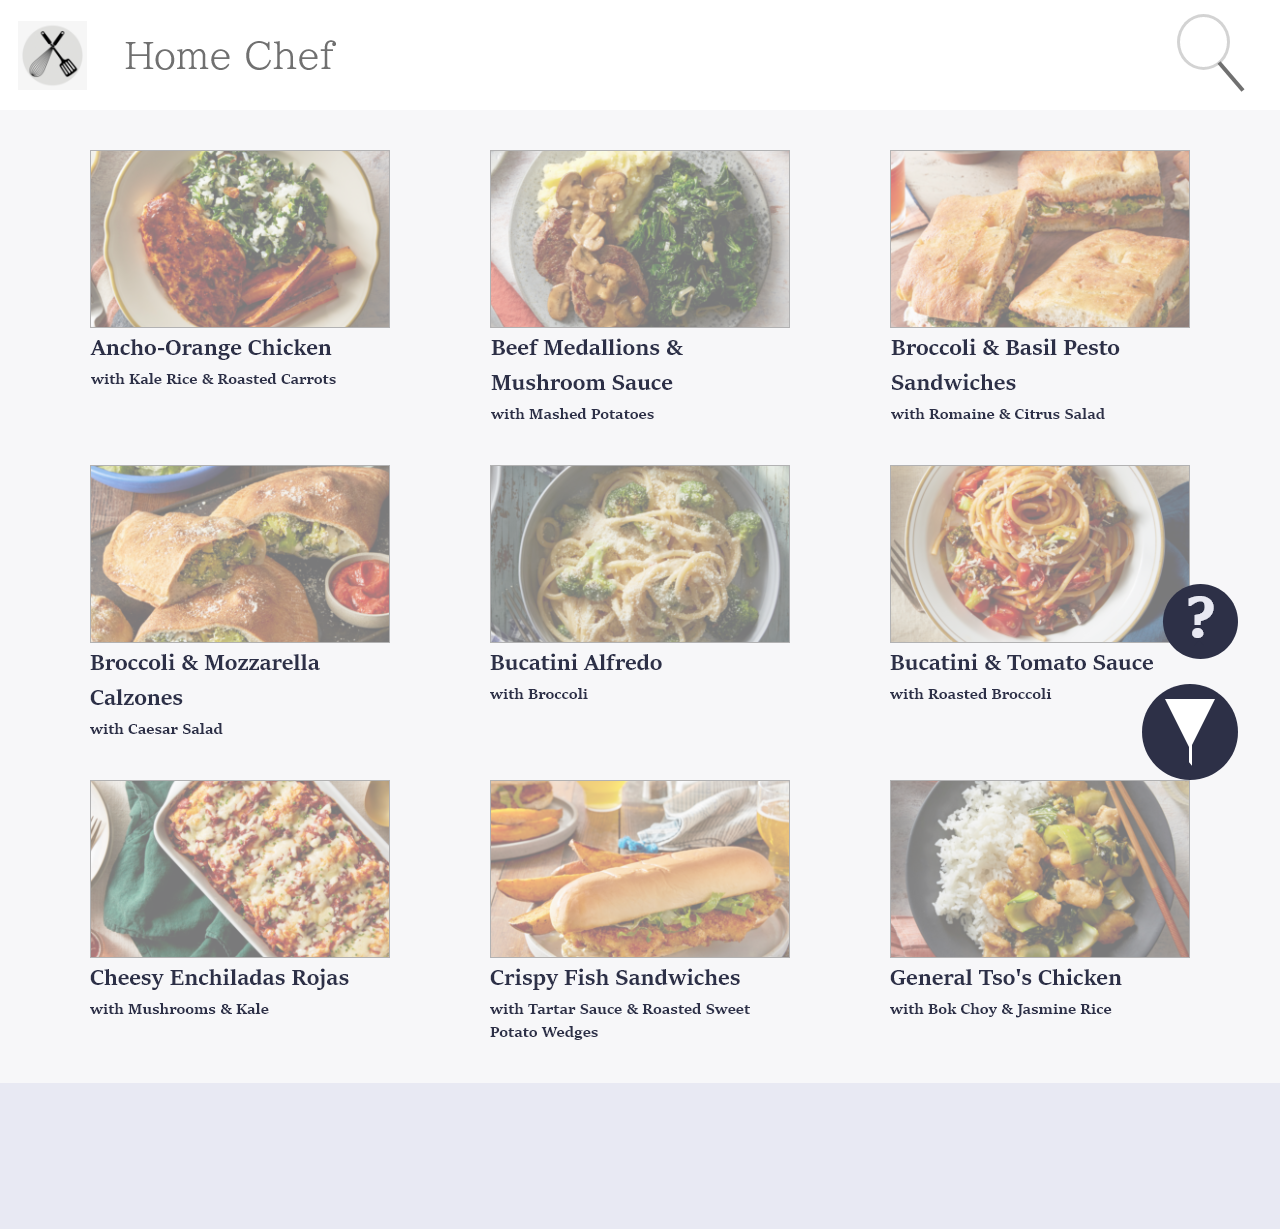 Home Chef
Ancho-Orange Chicken
with Kale Rice & Roasted Carrots
Beef Medallions &
Mushroom Sauce
with Mashed Potatoes
Broccoli & Basil Pesto
Sandwiches
with Romaine & Citrus Salad
Broccoli & Mozzarella
Calzones
with Caesar Salad
Bucatini Alfredo
with Broccoli
Bucatini & Tomato Sauce
with Roasted Broccoli
?
Cheesy Enchiladas Rojas
with Mushrooms & Kale
Crispy Fish Sandwiches
with Tartar Sauce & Roasted Sweet
Potato Wedges
General Tso's Chicken
with Bok Choy & Jasmine Rice